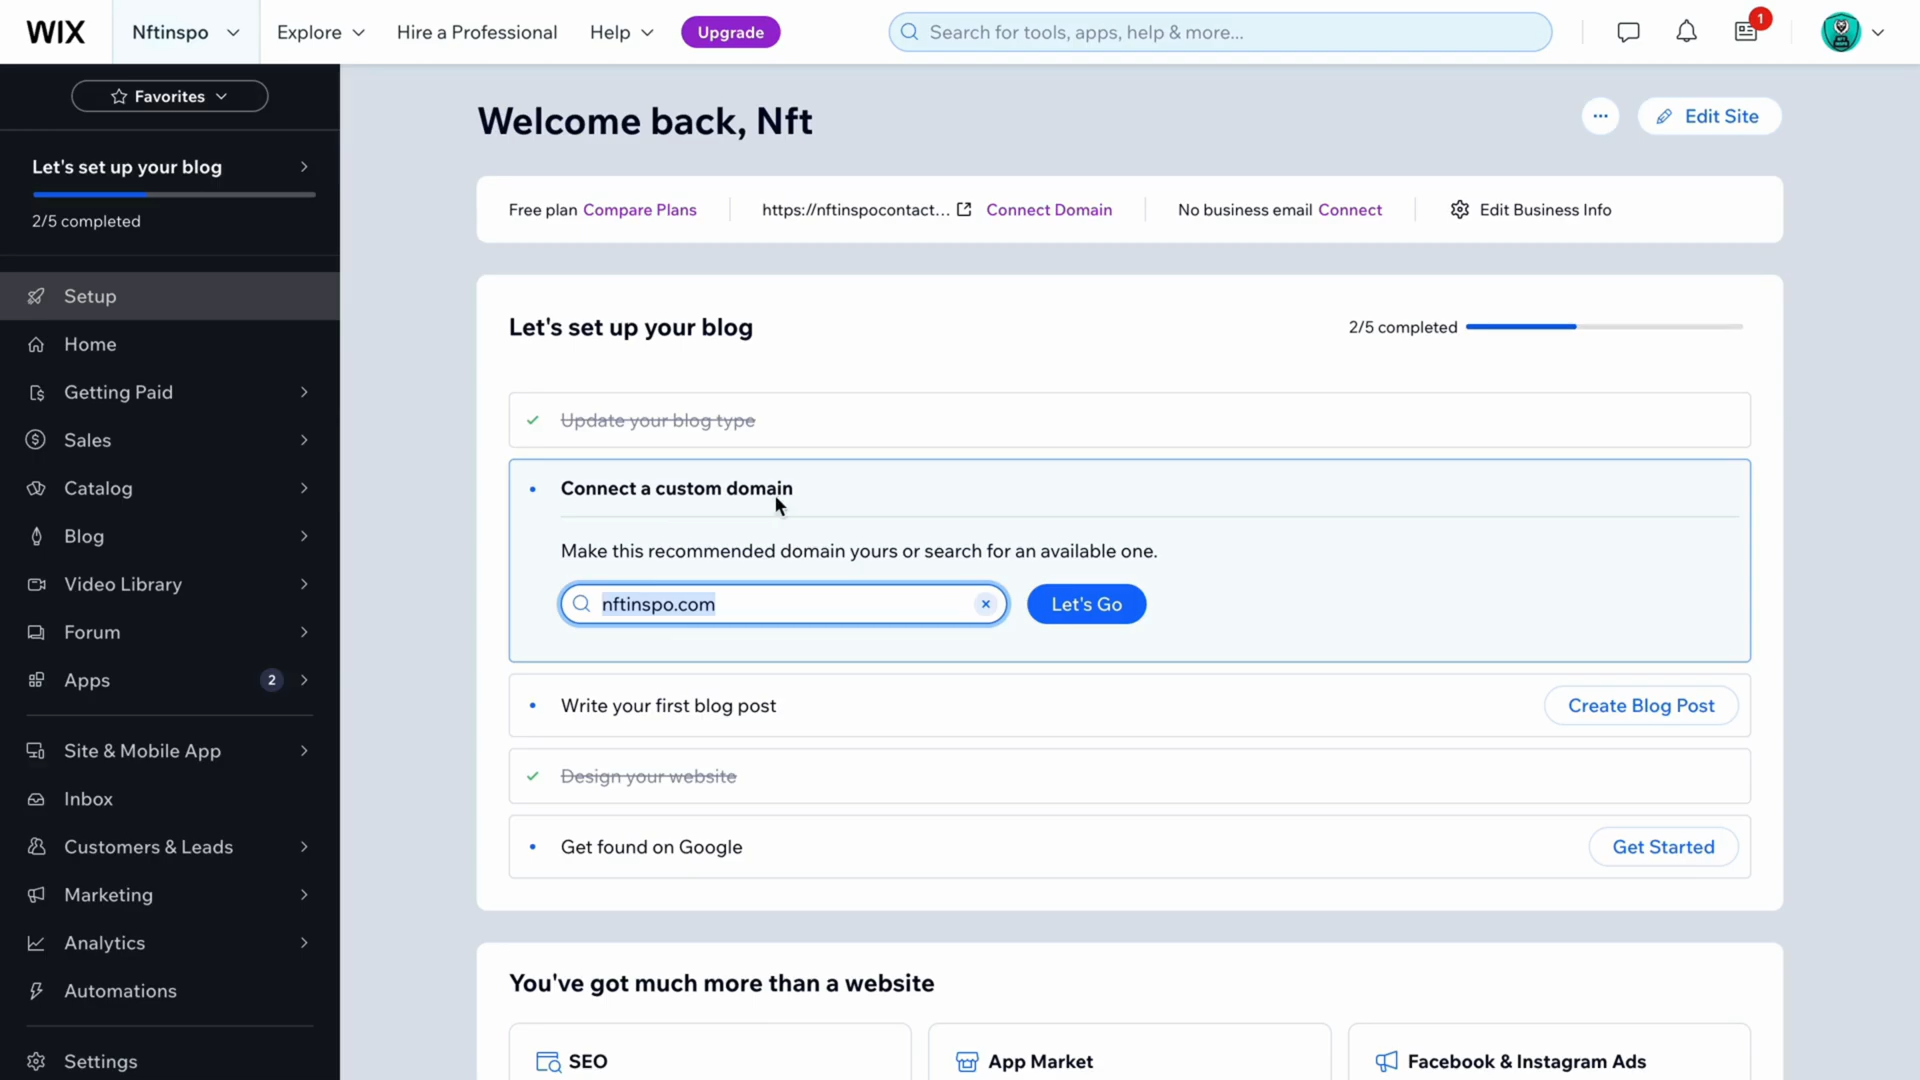 WIX
Nftinspo
Explore
Hire a Professional
Help
Upgrade
Search for tools, apps, help & more...
1
Favorites
Let's set up your blog
2/5 completed
Setup
Home
Getting Paid
Sales
Catalog
Blog
Video Library
Forum
Apps
2
Site & Mobile App
Inbox
Customers & Leads
Marketing
Analytics
Automations
Settings
Welcome back, Nft
Edit Site
Free plan Compare Plans
https://nftinspocontact... Connect Domain
No business email Connect
Edit Business Info
Let's set up your blog
2/5 completed
Update your blog type
Connect a custom domain
Make this recommended domain yours or search for an available one.
nftinspo.com
Let's Go
Write your first blog post
Create Blog Post
Design your website
Get found on Google
Get Started
You've got much more than a website
SEO
App Market
Facebook & Instagram Ads